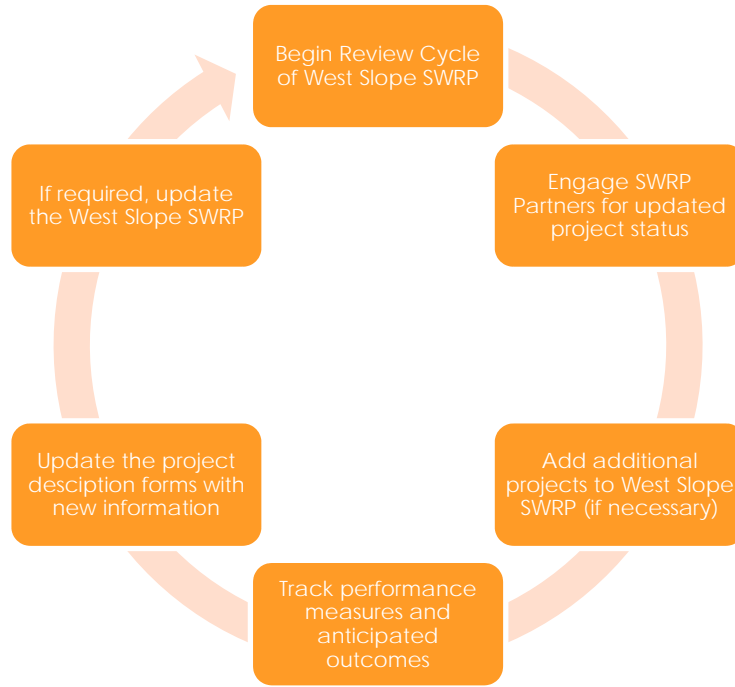 Begin Review Cycle
of West Slope SWRP
Engage SWRP
Partners for updated
project status
Add additional
projects to West Slope
SWRP (if necessary)
Track performance
measures and
anticipated
outcomes
Update the project
desciption forms with
new information
If required, update
the West Slope SWRP